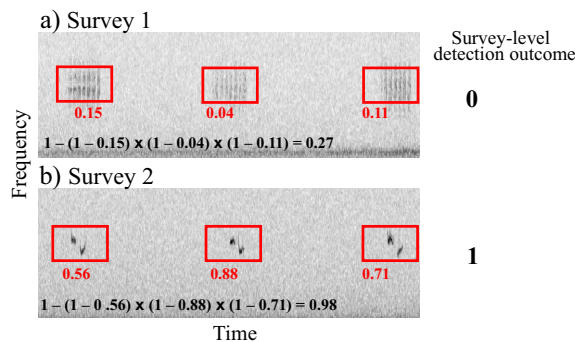 a) Survey 1
Survey-level
detection outcome
0.15
0.04
0.11
0
1 – (1 – 0.15) x (1 – 0.04) x (1 – 0.11) = 0.27
Frequency
b) Survey 2
0.56
0.88
0.71
1
1 – (1 – 0 .56) x (1 – 0.88) x (1 – 0.71) = 0.98
Time